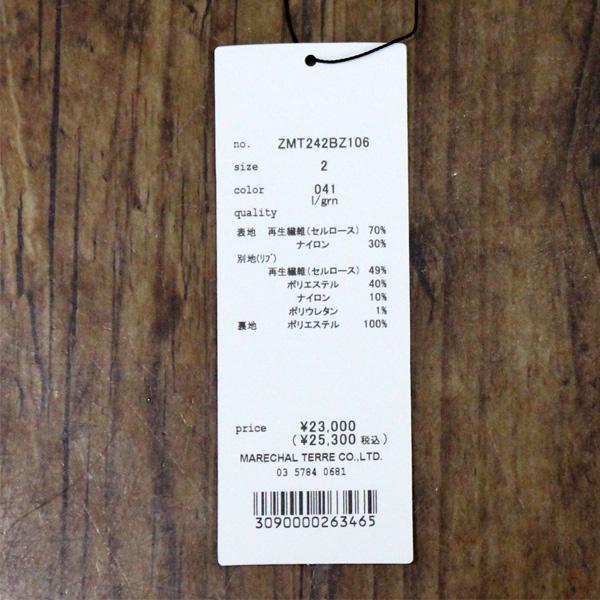 no. ZMT242BZ106
size 2
color 041
l/grn
quality
表地 再生繊維(セルロース) 70%
ナイロン 30%
別地(ﾘﾌﾞ)
再生繊維(セルロース) 49%
ポリエステル 40%
ナイロン 10%
ポリウレタン 1%
裏地 ポリエステル 100%
price ¥23,000
(¥25,300 税込)
MARECHAL TERRE CO.,LTD.
03 5784 0681
3090000263465